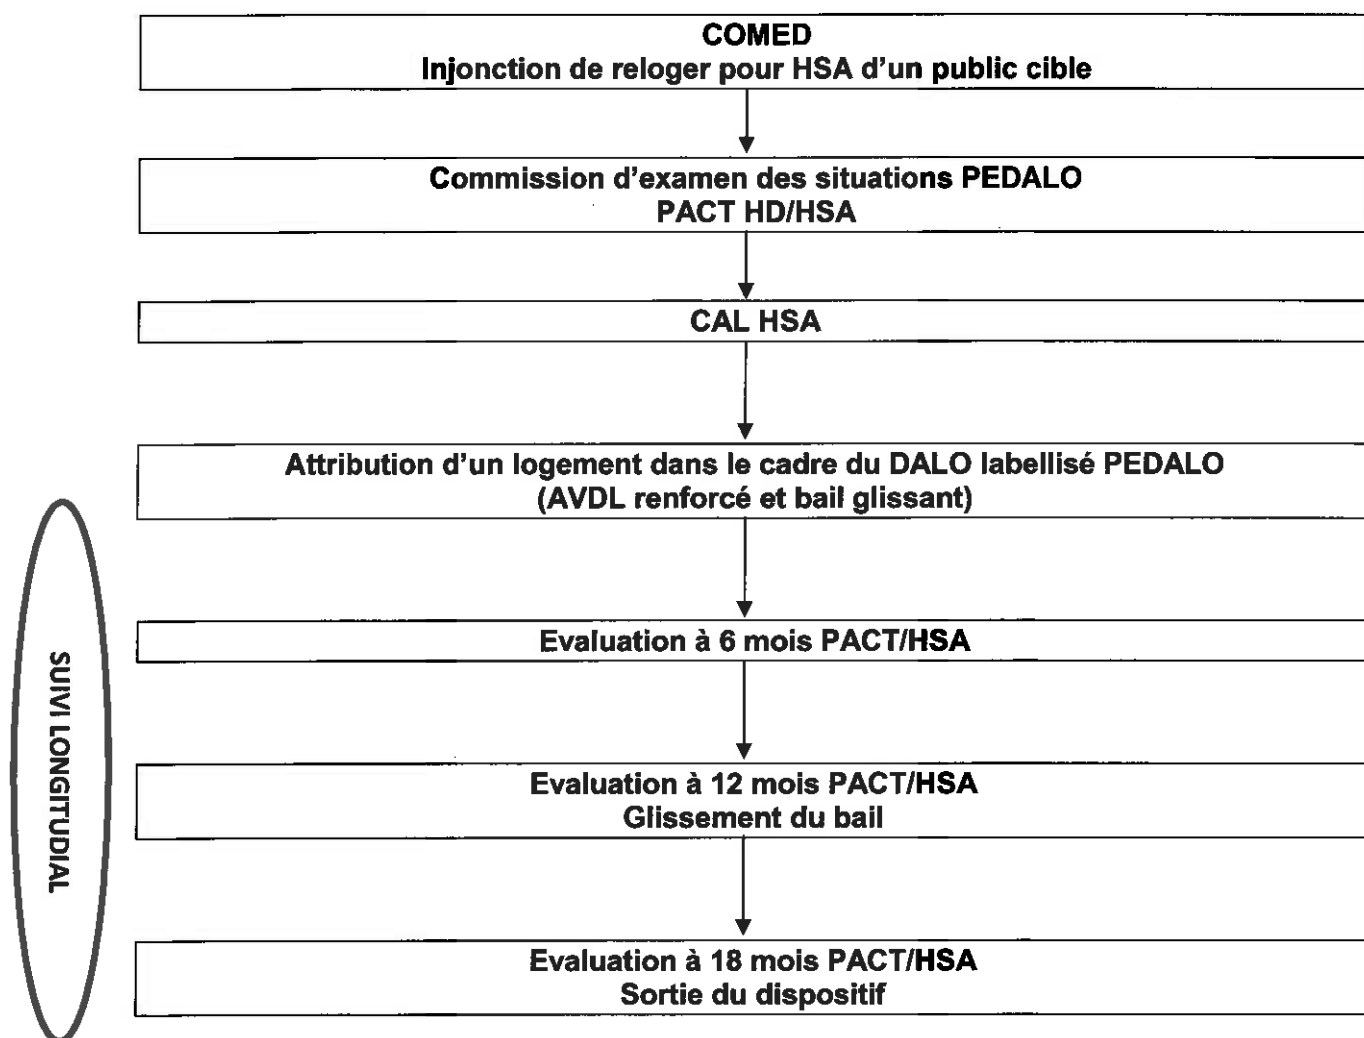 COMED
Injonction de reloger pour HSA d'un public cible
Commission d'examen des situations PEDALO
PACT HD/HSA
CAL HSA
Attribution d'un logement dans le cadre du DALO labellisé PEDALO
(AVDL renforcé et bail glissant)
Evaluation à 6 mois PACT/HSA
Evaluation à 12 mois PACT/HSA
Glissement du bail
Evaluation à 18 mois PACT/HSA
Sortie du dispositif
SUIVI LONGITUDIAL